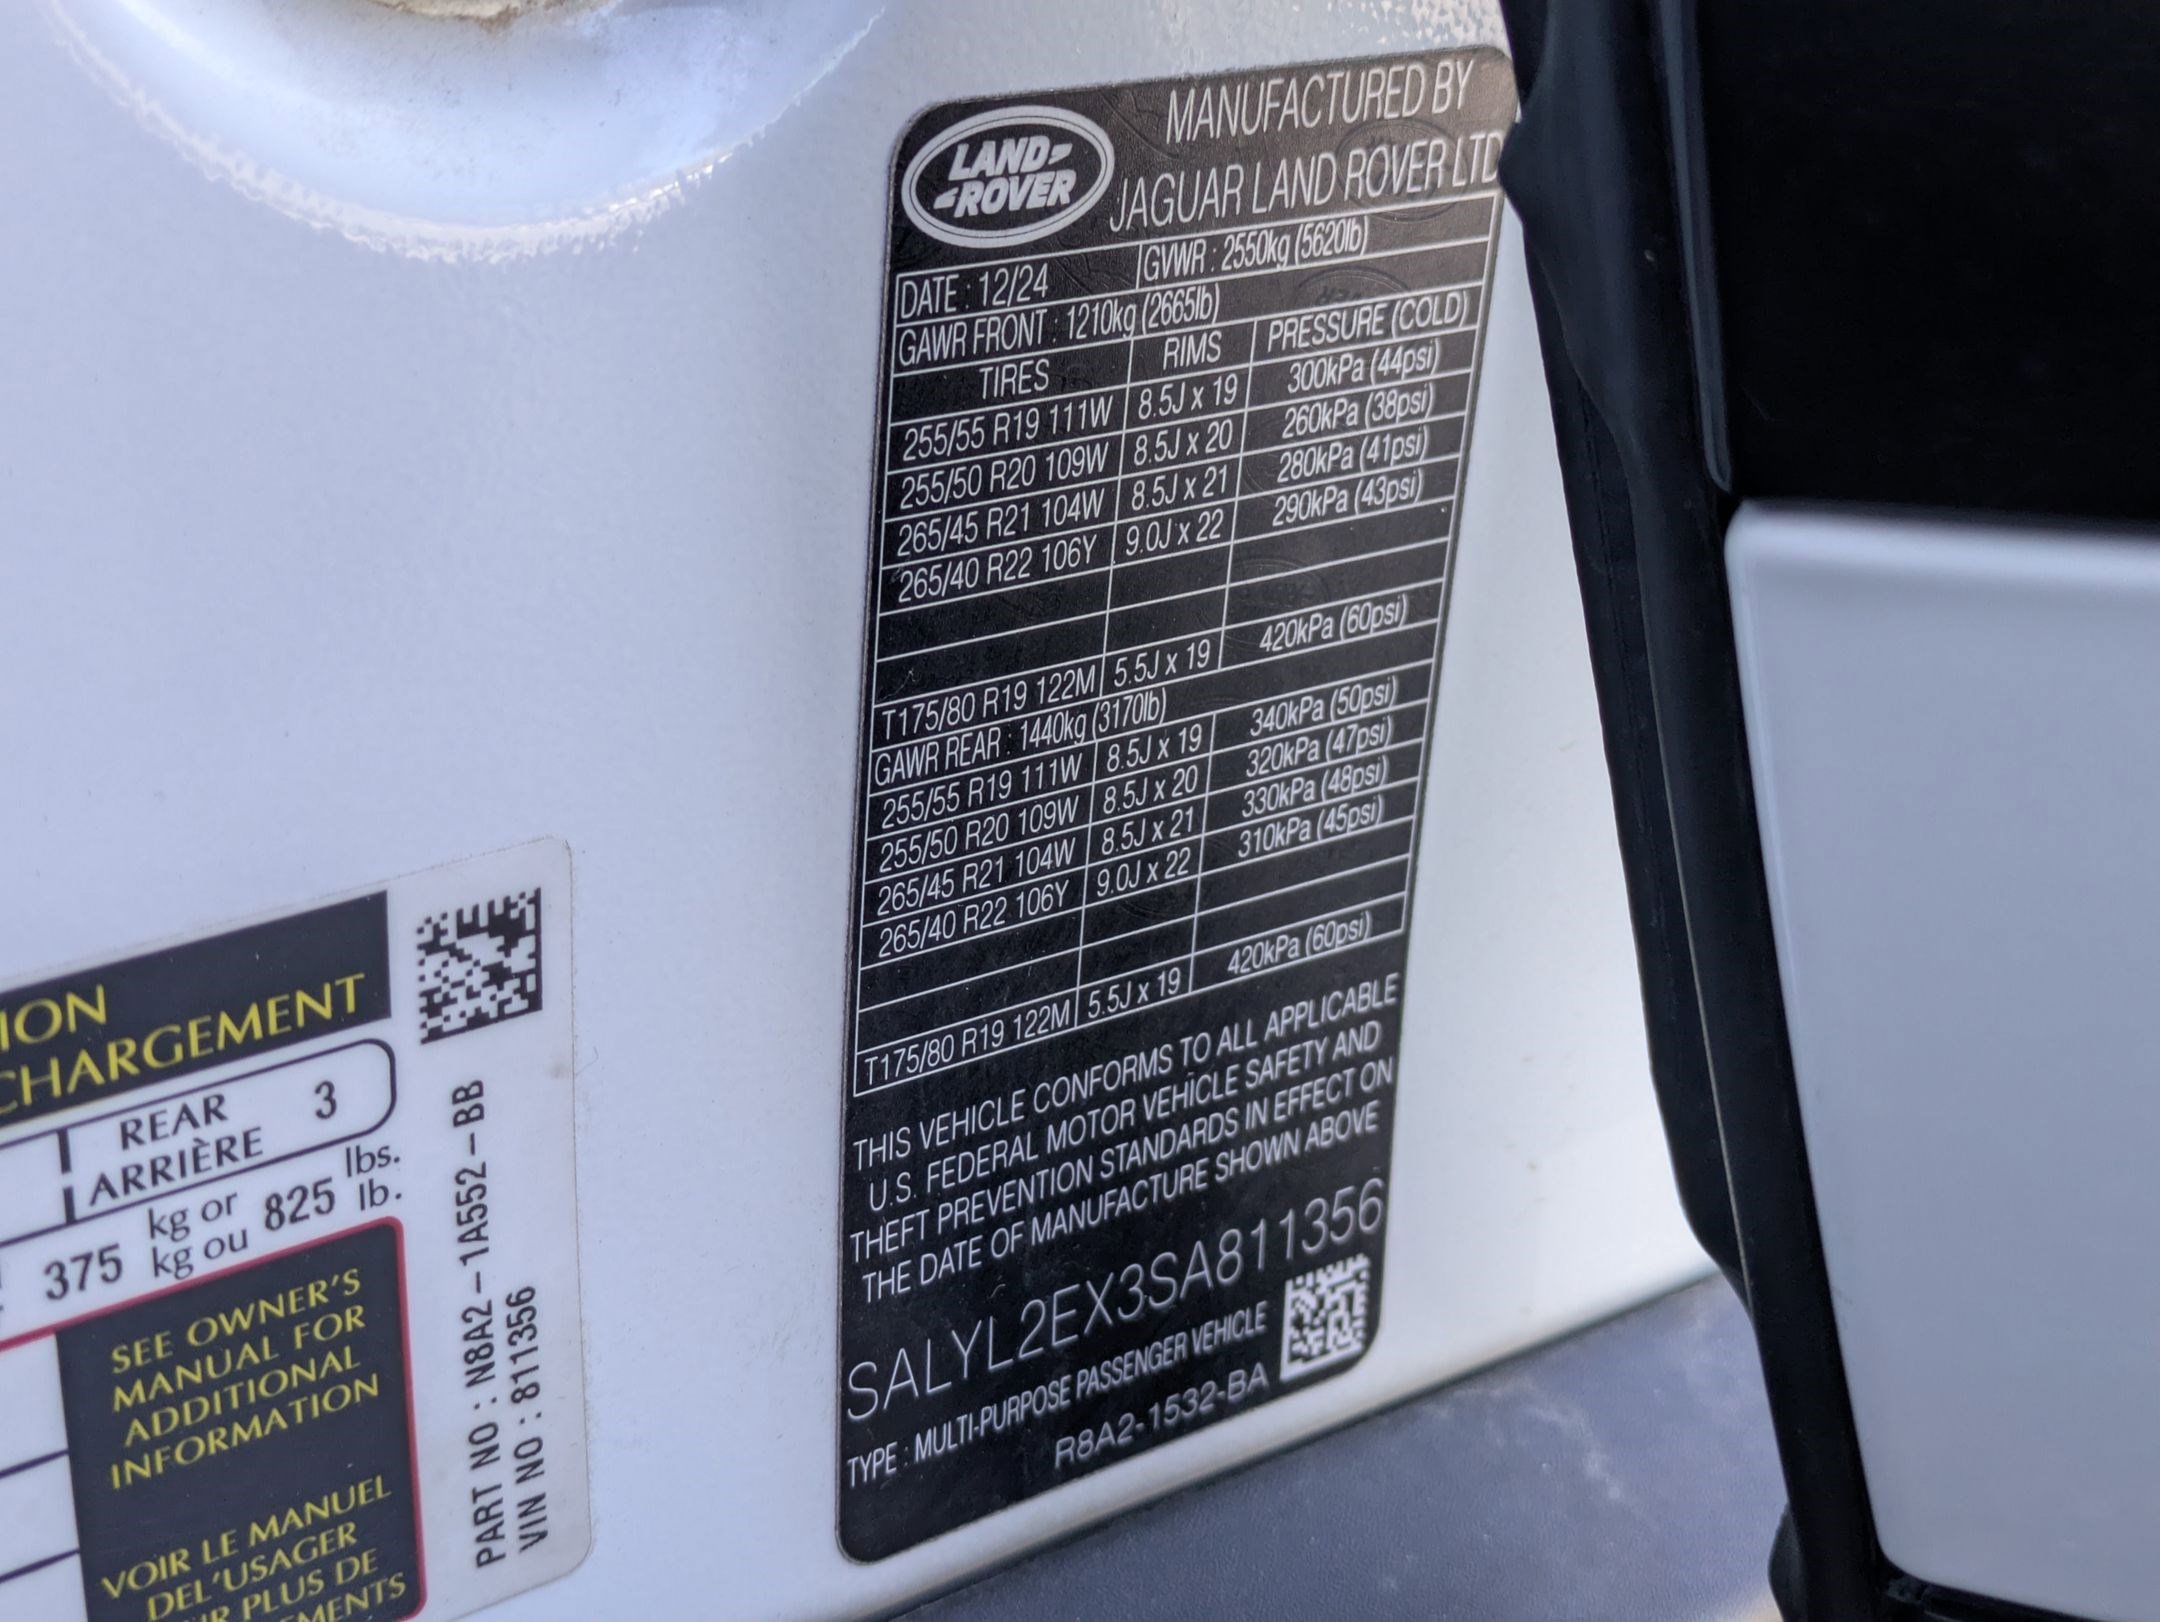 LAND-
-ROVER
MANUFACTURED BY
JAGUAR LAND ROVER LTD
DATE : 12/24 GVWR : 2550kg (5620lb)
GAWR FRONT : 1210kg (2665lb)
TIRES RIMS PRESSURE (COLD)
255/55 R19 111W 8.5J x 19 300kPa (44psi)
255/50 R20 109W 8.5J x 20 260kPa (38psi)
265/45 R21 104W 8.5J x 21 280kPa (41psi)
265/40 R22 106Y 9.0J x 22 290kPa (43psi)
T175/80 R19 122M 5.5J x 19 420kPa (60psi)
GAWR REAR : 1440kg (3170lb)
255/55 R19 111W 8.5J x 19 340kPa (50psi)
255/50 R20 109W 8.5J x 20 320kPa (47psi)
265/45 R21 104W 8.5J x 21 330kPa (48psi)
265/40 R22 106Y 9.0J x 22 310kPa (45psi)
T175/80 R19 122M 5.5J x 19 420kPa (60psi)
THIS VEHICLE CONFORMS TO ALL APPLICABLE
U.S. FEDERAL MOTOR VEHICLE SAFETY AND
THEFT PREVENTION STANDARDS IN EFFECT ON
THE DATE OF MANUFACTURE SHOWN ABOVE
SALYL2EX3SA811356
TYPE : MULTI-PURPOSE PASSENGER VEHICLE
R8A2-1532-BA
ION
CHARGEMENT
REAR 3
ARRIÈRE
375 kg or 825 lbs.
kg ou lb.
SEE OWNER'S
MANUAL FOR
ADDITIONAL
INFORMATION
VOIR LE MANUEL
DEL'USAGER
R PLUS DE
EMENTS
PART NO : N8A2-1A552-BB
VIN NO : 811356